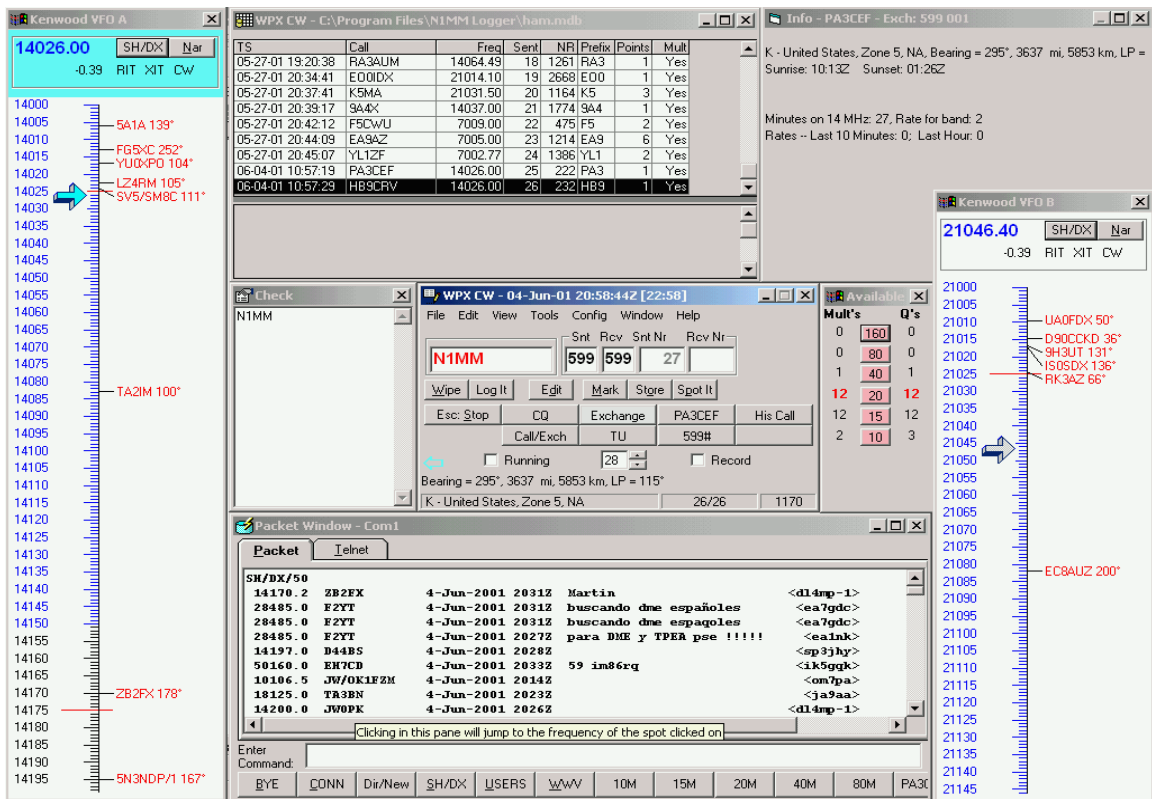 Kenwood VFO A
14026.00 SH/DX Nar
-0.39 RIT XIT CW
14000
14005 5A1A 139°
14010
FG5XC 252°
14015 YU0XPO 104°
14020
LZ4RM 105°
14025 SV5/SM8C 111°
14030
14035
14040
14045
14050
14055
14060
14065
14070
14075
14080
TA2IM 100°
14085
14090
14095
14100
14105
14110
14115
14120
14125
14130
14135
14140
14145
14150
14155
14160
14165
14170 ZB2FX 178°
14175
14180
14185
14190
14195 5N3NDP/1 167°
WPX CW - C:\Program Files\N1MM Logger\ham.mdb
TS Call Freq Sent NR Prefix Points Mult
05-27-01 19:20:38 RA3AUM 14064.49 18 1261 RA3 1 Yes
05-27-01 20:34:41 EO0IDX 21014.10 19 2668 EO0 1 Yes
05-27-01 20:37:41 K5MA 21031.50 20 1164 K5 3 Yes
05-27-01 20:39:17 9A4X 14037.00 21 1774 9A4 1 Yes
05-27-01 20:42:12 F5CWU 7009.00 22 475 F5 2 Yes
05-27-01 20:44:09 EA9AZ 7005.00 23 1214 EA9 6 Yes
05-27-01 20:45:07 YL1ZF 7002.77 24 1386 YL1 2 Yes
06-04-01 10:57:19 PA3CEF 14026.00 25 222 PA3 1 Yes
06-04-01 10:57:29 HB9CRV 14026.00 26 232 HB9 1 Yes
Info - PA3CEF - Exch: 599 001
K - United States, Zone 5, NA, Bearing = 295°, 3637 mi, 5853 km, LP =
Sunrise: 10:13Z Sunset: 01:26Z
Minutes on 14 MHz: 27, Rate for band: 2
Rates -- Last 10 Minutes: 0; Last Hour: 0
Check
N1MM
WPX CW - 04-Jun-01 20:58:44Z [22:58]
File Edit View Tools Config Window Help
Snt Rcv Snt Nr Rcv Nr
N1MM 599 599 27
Wipe Log It Edit Mark Store Spot It
Esc: Stop CQ Exchange PA3CEF His Call
Call/Exch TU 599#
Running 28 Record
Bearing = 295°, 3637 mi, 5853 km, LP = 115°
K - United States, Zone 5, NA 26/26 1170
Available
Mult's Q's
0 160 0
0 80 0
1 40 1
12 20 12
12 15 12
2 10 3
Kenwood VFO B
21046.40 SH/DX Nar
-0.39 RIT XIT CW
21000
21005
21010 UA0FDX 50°
21015 D90CCKD 36°
9H3UT 131°
21020 IS0SDX 136°
21025 RK3AZ 66°
21030
21035
21040
21045
21050
21055
21060
21065
21070
21075
21080
EC8AUZ 200°
21085
21090
21095
21100
21105
21110
21115
21120
21125
21130
21135
21140
21145
Packet Window - Com1
Packet Telnet
SH/DX/50
14170.2 ZB2FX 4-Jun-2001 2031Z Martin <dl4mp-1>
28485.0 F2YT 4-Jun-2001 2031Z buscando dme españoles <ea7gdc>
28485.0 F2YT 4-Jun-2001 2031Z buscando dme espaqoles <ea7gdc>
28485.0 F2YT 4-Jun-2001 2027Z para DME y TPEA pse !!!!! <ea1nk>
14197.0 D44BS 4-Jun-2001 2028Z <sp3jhy>
50160.0 EH7CD 4-Jun-2001 2033Z 59 im86rq <ik5gqk>
10106.5 JW/OK1FZM 4-Jun-2001 2014Z <om7pa>
18125.0 TA3BN 4-Jun-2001 2023Z <ja9aa>
14200.0 JW0PK 4-Jun-2001 2026Z <dl4mp-1>
Clicking in this pane will jump to the frequency of the spot clicked on
Enter
Command:
BYE CONN Dir/New SH/DX USERS WWV 10M 15M 20M 40M 80M